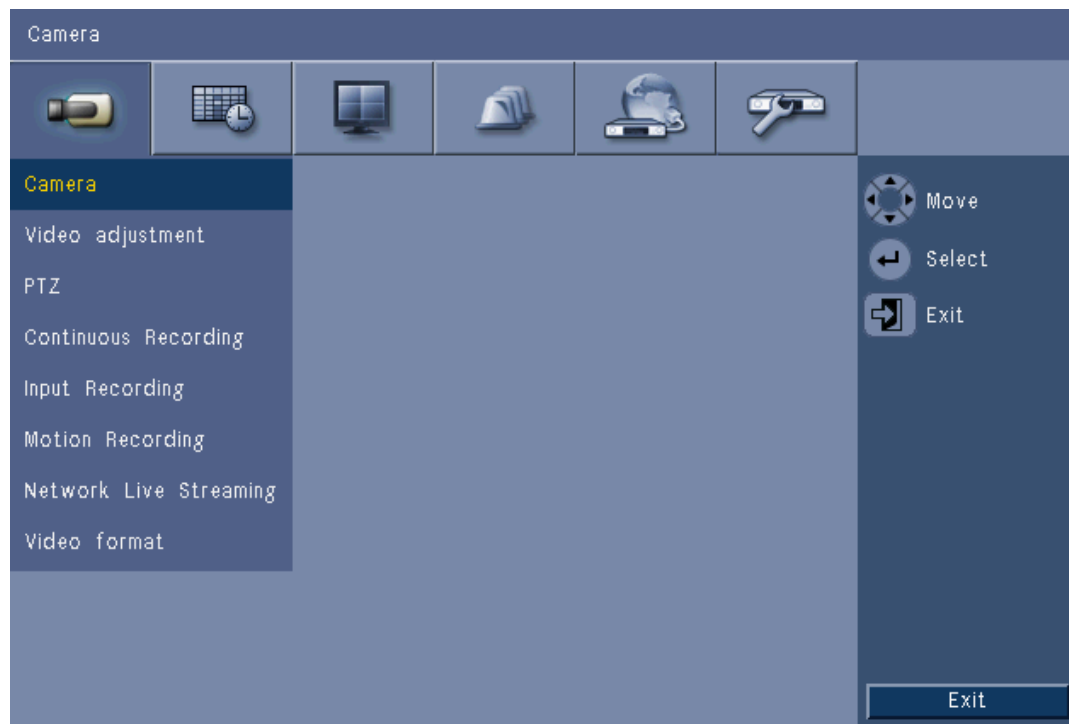 Camera
Camera
Video adjustment
PTZ
Continuous Recording
Input Recording
Motion Recording
Network Live Streaming
Video format
Move
Select
Exit
Exit